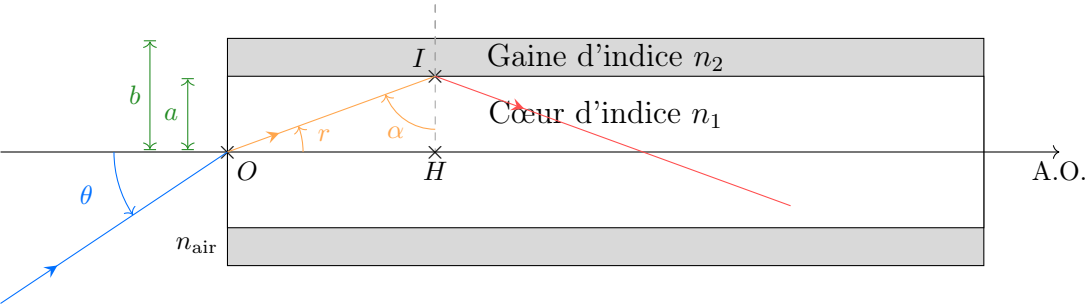 I
Gaine d'indice n₂
b
a
Cœur d'indice n₁
r
α
O
H
A.O.
θ
n_air